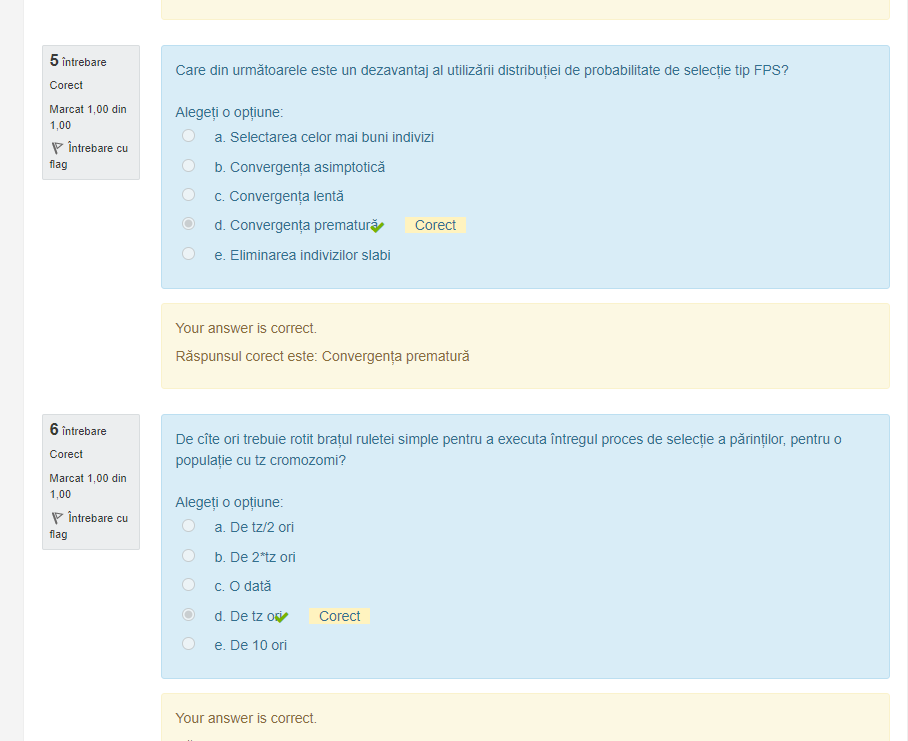 5 întrebare
Corect
Marcat 1,00 din
1,00
Întrebare cu
flag
Care din următoarele este un dezavantaj al utilizării distribuției de probabilitate de selecție tip FPS?
Alegeți o opțiune:
a. Selectarea celor mai buni indivizi
b. Convergența asimptotică
c. Convergența lentă
d. Convergența prematură Corect
e. Eliminarea indivizilor slabi
Your answer is correct.
Răspunsul corect este: Convergența prematură
6 întrebare
Corect
Marcat 1,00 din
1,00
Întrebare cu
flag
De cîte ori trebuie rotit brațul ruletei simple pentru a executa întregul proces de selecție a părinților, pentru o
populație cu tz cromozomi?
Alegeți o opțiune:
a. De tz/2 ori
b. De 2*tz ori
c. O dată
d. De tz ori Corect
e. De 10 ori
Your answer is correct.